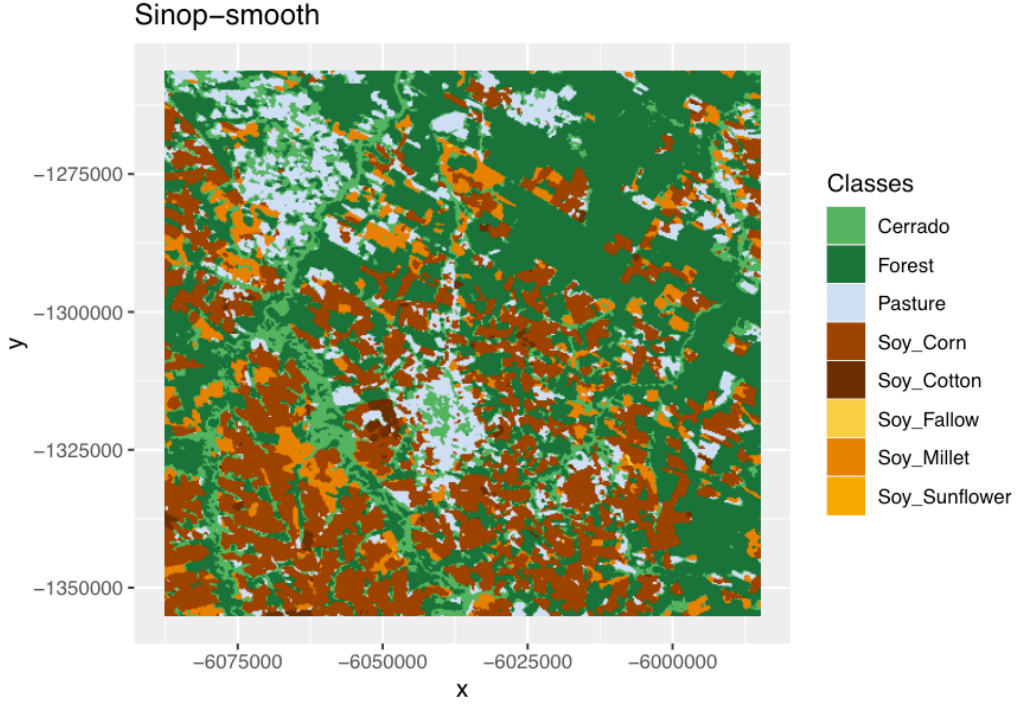 Sinop−smooth
y
−1275000
−1300000
−1325000
−1350000
−6075000
−6050000
−6025000
−6000000
x
Classes
Cerrado
Forest
Pasture
Soy_Corn
Soy_Cotton
Soy_Fallow
Soy_Millet
Soy_Sunflower